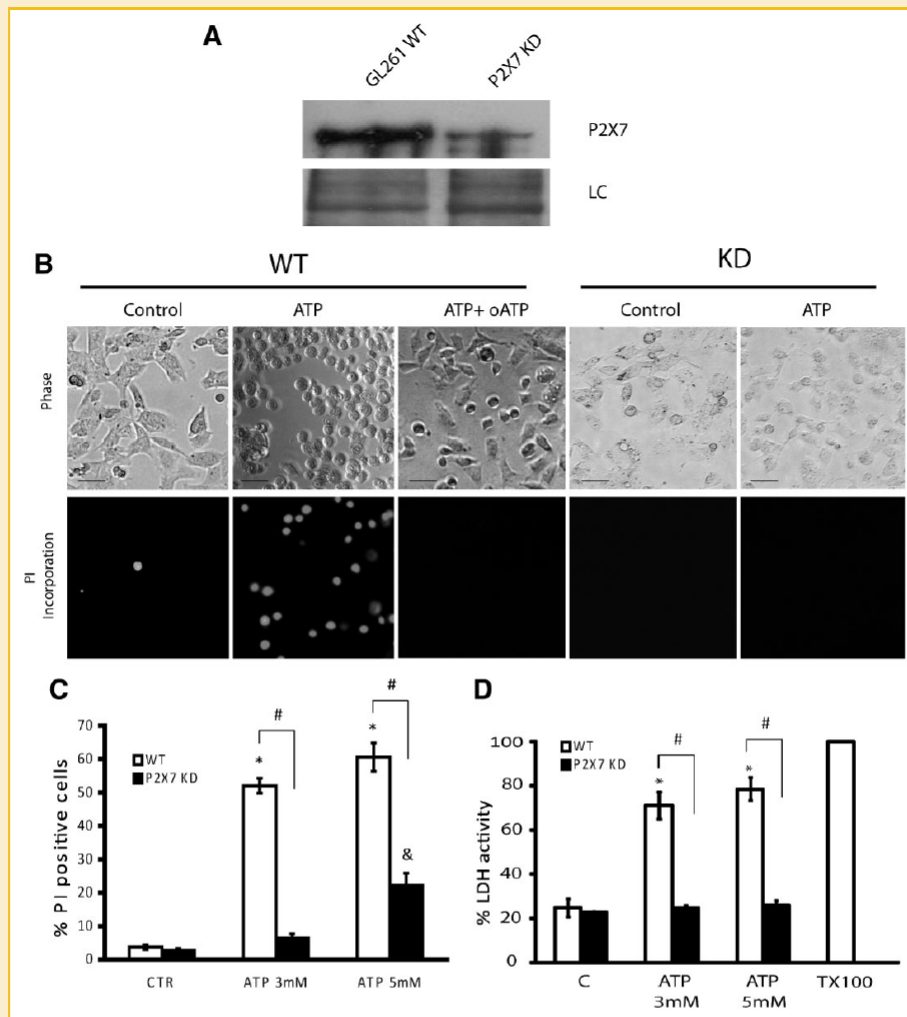 A
GL261 WT
P2X7 KD
P2X7
LC
B
WT
KD
Control
ATP
ATP+ oATP
Control
ATP
Phase
PI
Incorporation
C
% PI positive cells
70
60
50
40
30
20
10
0
WT
P2X7 KD
*
#
*
#
&
CTR
ATP 3mM
ATP 5mM
D
% LDH activity
100
80
60
40
20
0
WT
P2X7 KD
*
#
*
#
C
ATP
3mM
ATP
5mM
TX100